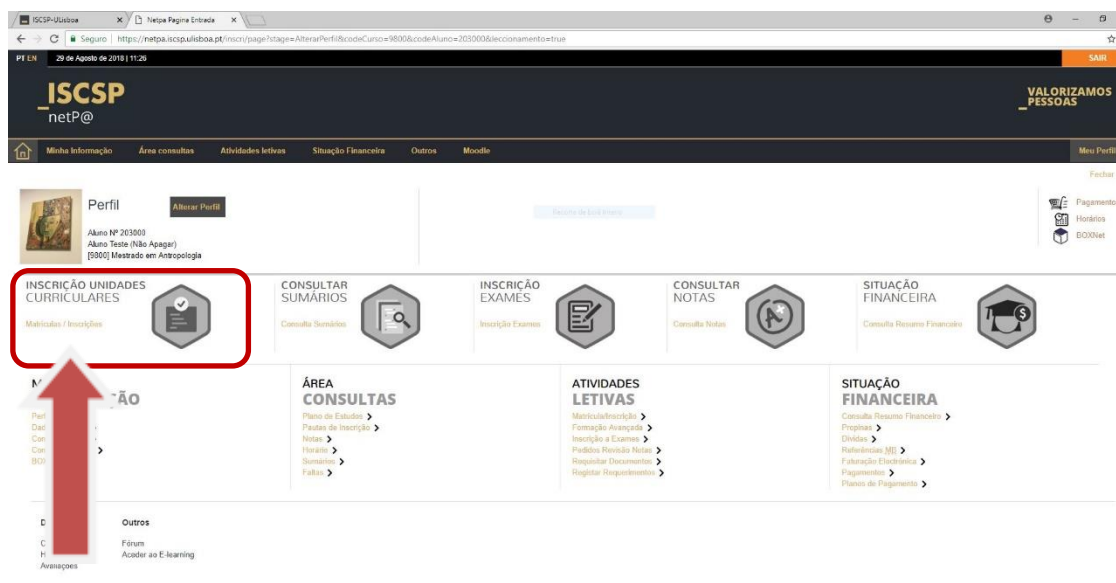 ISCSP-ULisboa
Netpa Pagina Entrada
Seguro
https://netpa.iscsp.ulisboa.pt/inscri/page?stage=AlterarPerfil&codeCurso=9800&codeAluno=203000&leccionamento=true
PT EN 29 de Agosto de 2018 | 11:26 SAIR
_ISCSP
netP@
VALORIZAMOS
_PESSOAS
Minha Informação Área consultas Atividades letivas Situação Financeira Outros Moodle Meu Perfil
Fechar
Perfil Alterar Perfil
Aluno Nº 203000
Aluno Teste (Não Apagar)
[9800] Mestrado em Antropologia
Pagamento
Horários
BOXNet
INSCRIÇÃO UNIDADES
CURRICULARES
Matrículas / Inscrições
CONSULTAR
SUMÁRIOS
Consulta Sumários
INSCRIÇÃO
EXAMES
Inscrição Exames
CONSULTAR
NOTAS
Consulta Notas
SITUAÇÃO
FINANCEIRA
Consulta Resumo Financeiro
ÁREA
CONSULTAS
Plano de Estudos
Pautas de Inscrição
Notas
Horário
Sumários
Faltas
ATIVIDADES
LETIVAS
Matrícula/Inscrição
Formação Avançada
Inscrição a Exames
Pedidos Revisão Notas
Requisitar Documentos
Registar Requerimentos
SITUAÇÃO
FINANCEIRA
Consulta Resumo Financeiro
Propinas
Dívidas
Referências MB
Faturação Electrónica
Pagamentos
Planos de Pagamento
Outros
Fórum
Aceder ao E-learning
Avaliações